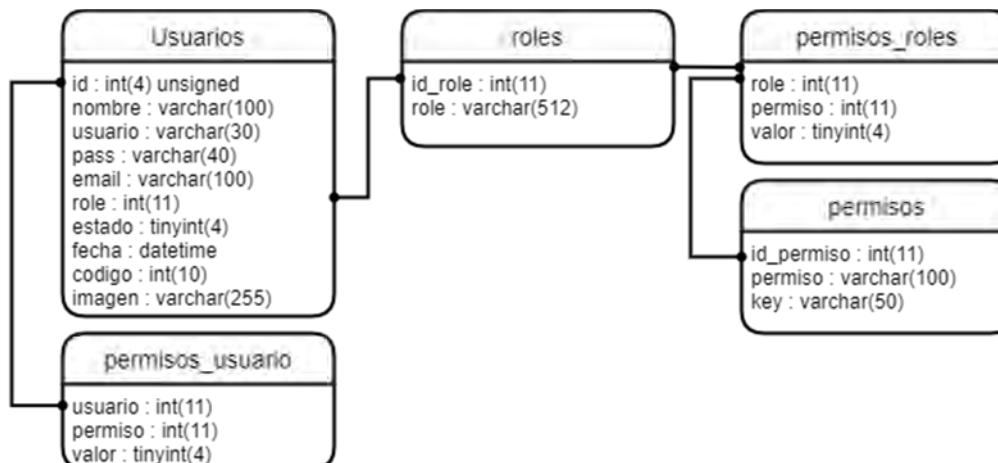 Usuarios
id : int(4) unsigned
nombre : varchar(100)
usuario : varchar(30)
pass : varchar(40)
email : varchar(100)
role : int(11)
estado : tinyint(4)
fecha : datetime
codigo : int(10)
imagen : varchar(255)
permisos_usuario
usuario : int(11)
permiso : int(11)
valor : tinyint(4)
roles
id_role : int(11)
role : varchar(512)
permisos_roles
role : int(11)
permiso : int(11)
valor : tinyint(4)
permisos
id_permiso : int(11)
permiso : varchar(100)
key : varchar(50)